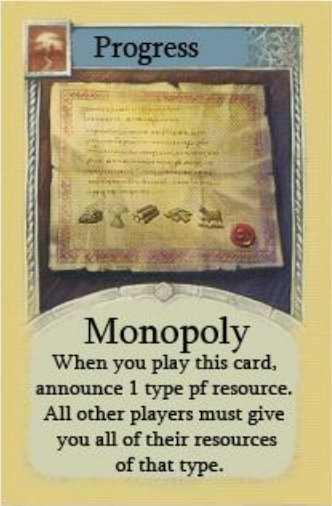 Progress
Monopoly
When you play this card,
announce 1 type pf resource.
All other players must give
you all of their resources
of that type.